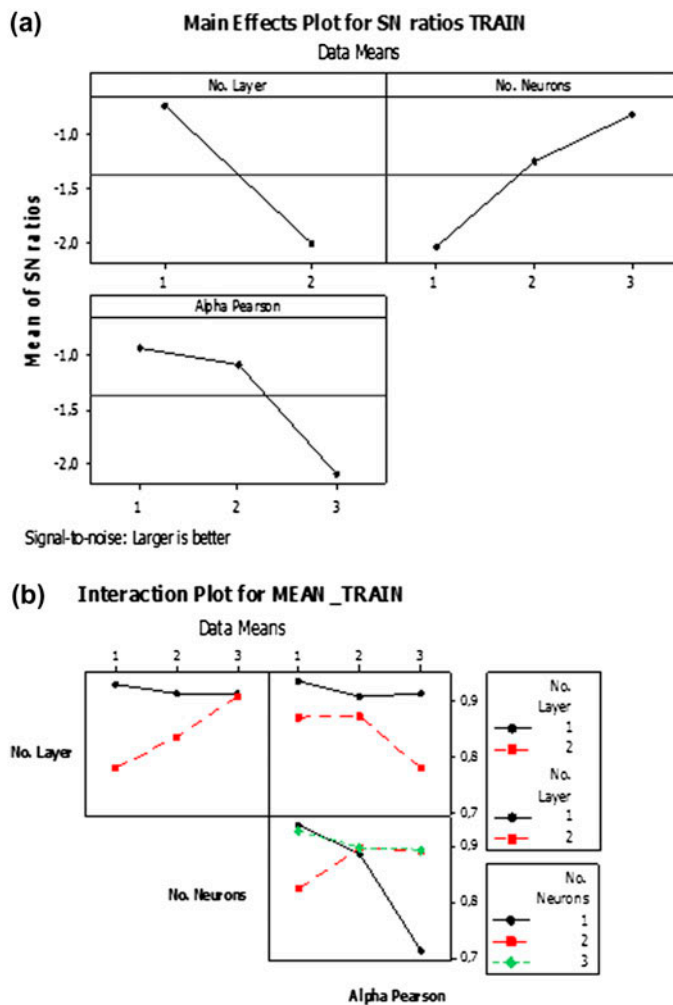 (a)
Main Effects Plot for SN ratios TRAIN
Data Means
No. Layer No. Neurons
-1.0
-1.5
-2.0
1 2 1 2 3
Alpha Pearson
-1.0
-1.5
-2.0
1 2 3
Mean of SN ratios
Signal-to-noise: Larger is better
(b)
Interaction Plot for MEAN_TRAIN
Data Means
1 2 3 1 2 3
No. Layer
0,9
0,8
0,7
No.
Layer
1
2
No.
Layer
1
2
No. Neurons
0,9
0,8
0,7
No.
Neurons
1
2
3
Alpha Pearson